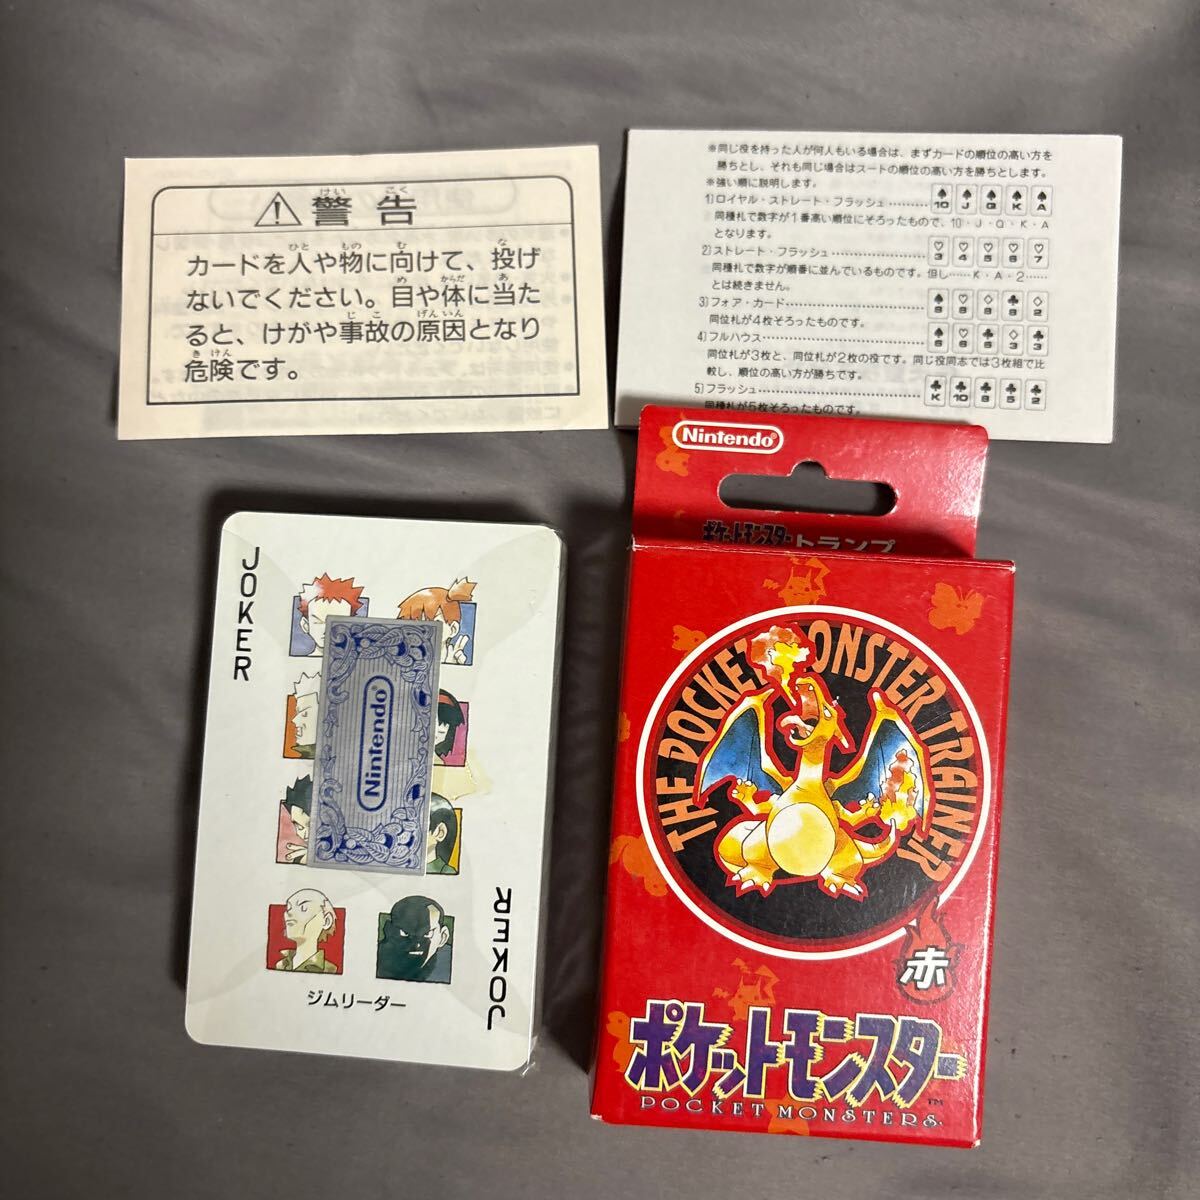 警告
カードを人や物に向けて、投げ
ないでください。目や体に当た
ると、けがや事故の原因となり
危険です。
※同じ役を持った人が何人もいる場合は、まずカードの順位の高い方を
勝ちとし、それも同じ場合はスートの順位の高い方を勝ちとします。
※強い順に説明します。
1)ロイヤル・ストレート・フラッシュ
♠10 ♠J ♠Q ♠K ♠A
同種札で数字が1番高い順位にそろったもので、10・J・Q・K・A
となります。
2)ストレート・フラッシュ
♡3 ♡4 ♡5 ♡6 ♡7
同種札で数字が順番に並んでいるものです。但し……K・A・2……
とは続きません。
3)フォア・カード
同位札が4枚そろったものです。
4)フルハウス
同位札が3枚と、同位札が2枚の役です。同じ役同志では3枚組で比
較し、順位の高い方が勝ちです。
5)フラッシュ
♣K ♣10 ♣8 ♣5 ♣2
同種札が5枚そろったものです。
Nintendo®
ポケットモンスタートランプ
THE POCKET MONSTER TRAINER
赤
ポケットモンスター™
POCKET MONSTERS
JOKER
Nintendo®
ジムリーダー
JOKER